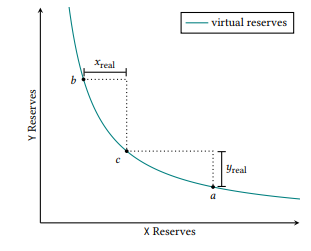 virtual reserves
x_real
b
c
y_real
a
Y Reserves
X Reserves